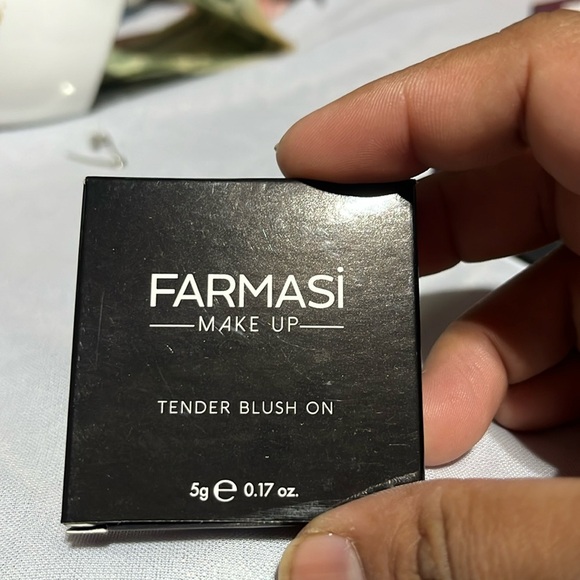 FARMASİ
MAKE UP
TENDER BLUSH ON
5g ℮ 0.17 oz.